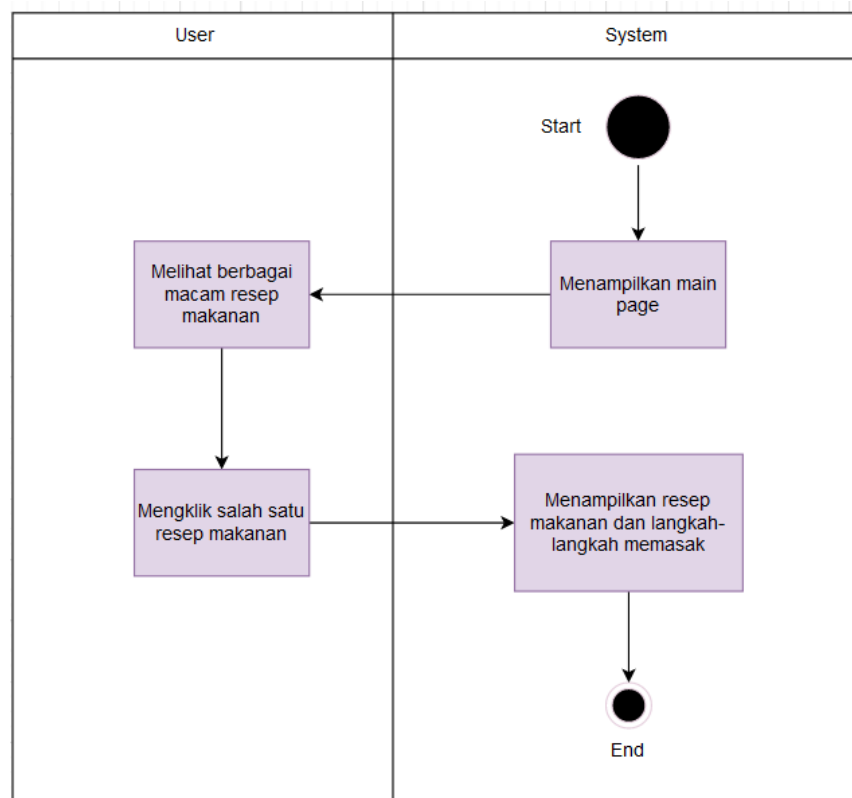 User
System
Start
Menampilkan main
page
Melihat berbagai
macam resep
makanan
Mengklik salah satu
resep makanan
Menampilkan resep
makanan dan langkah-
langkah memasak
End